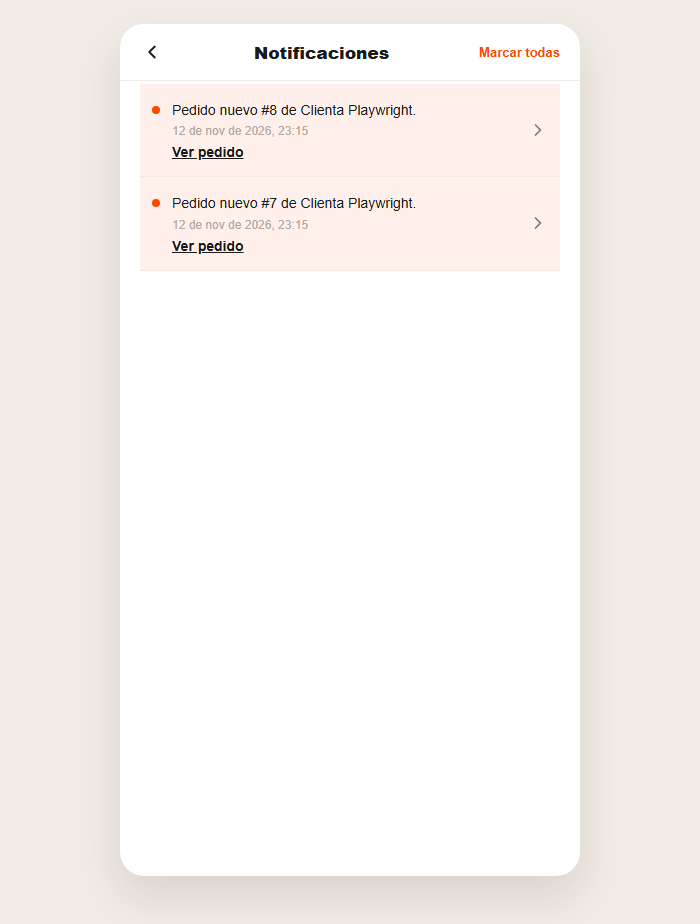 Notificaciones
Marcar todas
Pedido nuevo #8 de Clienta Playwright.
12 de nov de 2026, 23:15
Ver pedido
Pedido nuevo #7 de Clienta Playwright.
12 de nov de 2026, 23:15
Ver pedido